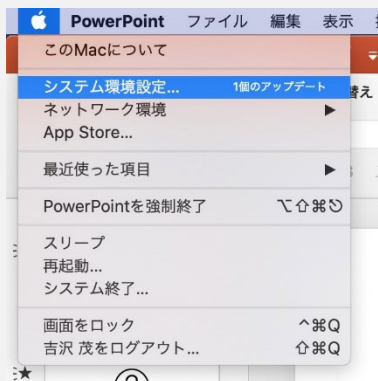 PowerPoint ファイル 編集 表示
このMacについて
システム環境設定... 1個のアップデート
替え
ネットワーク環境 ▶
App Store...
最近使った項目 ▶
PowerPointを強制終了 ⌥⇧⌘⎋
スリープ
再起動...
システム終了...
画面をロック ^⌘Q
吉沢 茂をログアウト... ⇧⌘Q
②